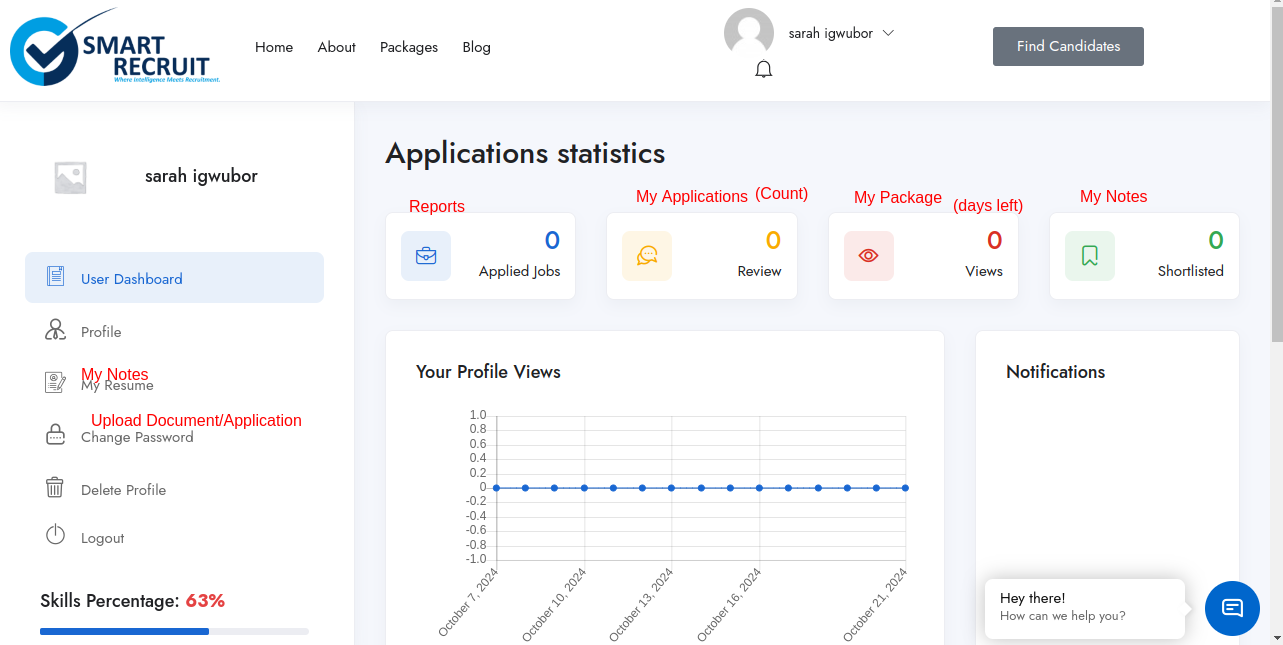 SMART
RECRUIT
Where Intelligence Meets Recruitment.
Home About Packages Blog
sarah igwubor
Find Candidates
sarah igwubor
User Dashboard
Profile
My Notes
My Resume
Upload Document/Application
Change Password
Delete Profile
Logout
Skills Percentage: 63%
Applications statistics
Reports
0
Applied Jobs
My Applications (Count)
0
Review
My Package (days left)
0
Views
My Notes
0
Shortlisted
Your Profile Views
1.0
0.8
0.6
0.4
0.2
0
-0.2
-0.4
-0.6
-0.8
-1.0
October 7, 2024
October 10, 2024
October 13, 2024
October 16, 2024
October 21, 2024
Notifications
Hey there!
How can we help you?